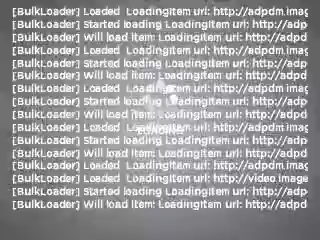 [BulkLoader] Loaded LoadingItem url: http://adpdm.imag
[BulkLoader] Started loading LoadingItem url: http://adp
[BulkLoader] Will load item: LoadingItem url: http://adpd
[BulkLoader] Loaded LoadingItem url: http://adpdm.imag
[BulkLoader] Started loading LoadingItem url: http://adp
[BulkLoader] Will load item: LoadingItem url: http://adpd
[BulkLoader] Loaded LoadingItem url: http://adpdm.imag
[BulkLoader] Started loading LoadingItem url: http://adp
[BulkLoader] Will load item: LoadingItem url: http://adpd
[BulkLoader] Loaded LoadingItem url: http://adpdm.imag
[BulkLoader] Started loading LoadingItem url: http://adp
[BulkLoader] Will load item: LoadingItem url: http://adpd
[BulkLoader] Loaded LoadingItem url: http://adpdm.imag
[BulkLoader] Loaded LoadingItem url: http://video.image
[BulkLoader] Started loading LoadingItem url: http://adp
[BulkLoader] Will load item: LoadingItem url: http://adpd